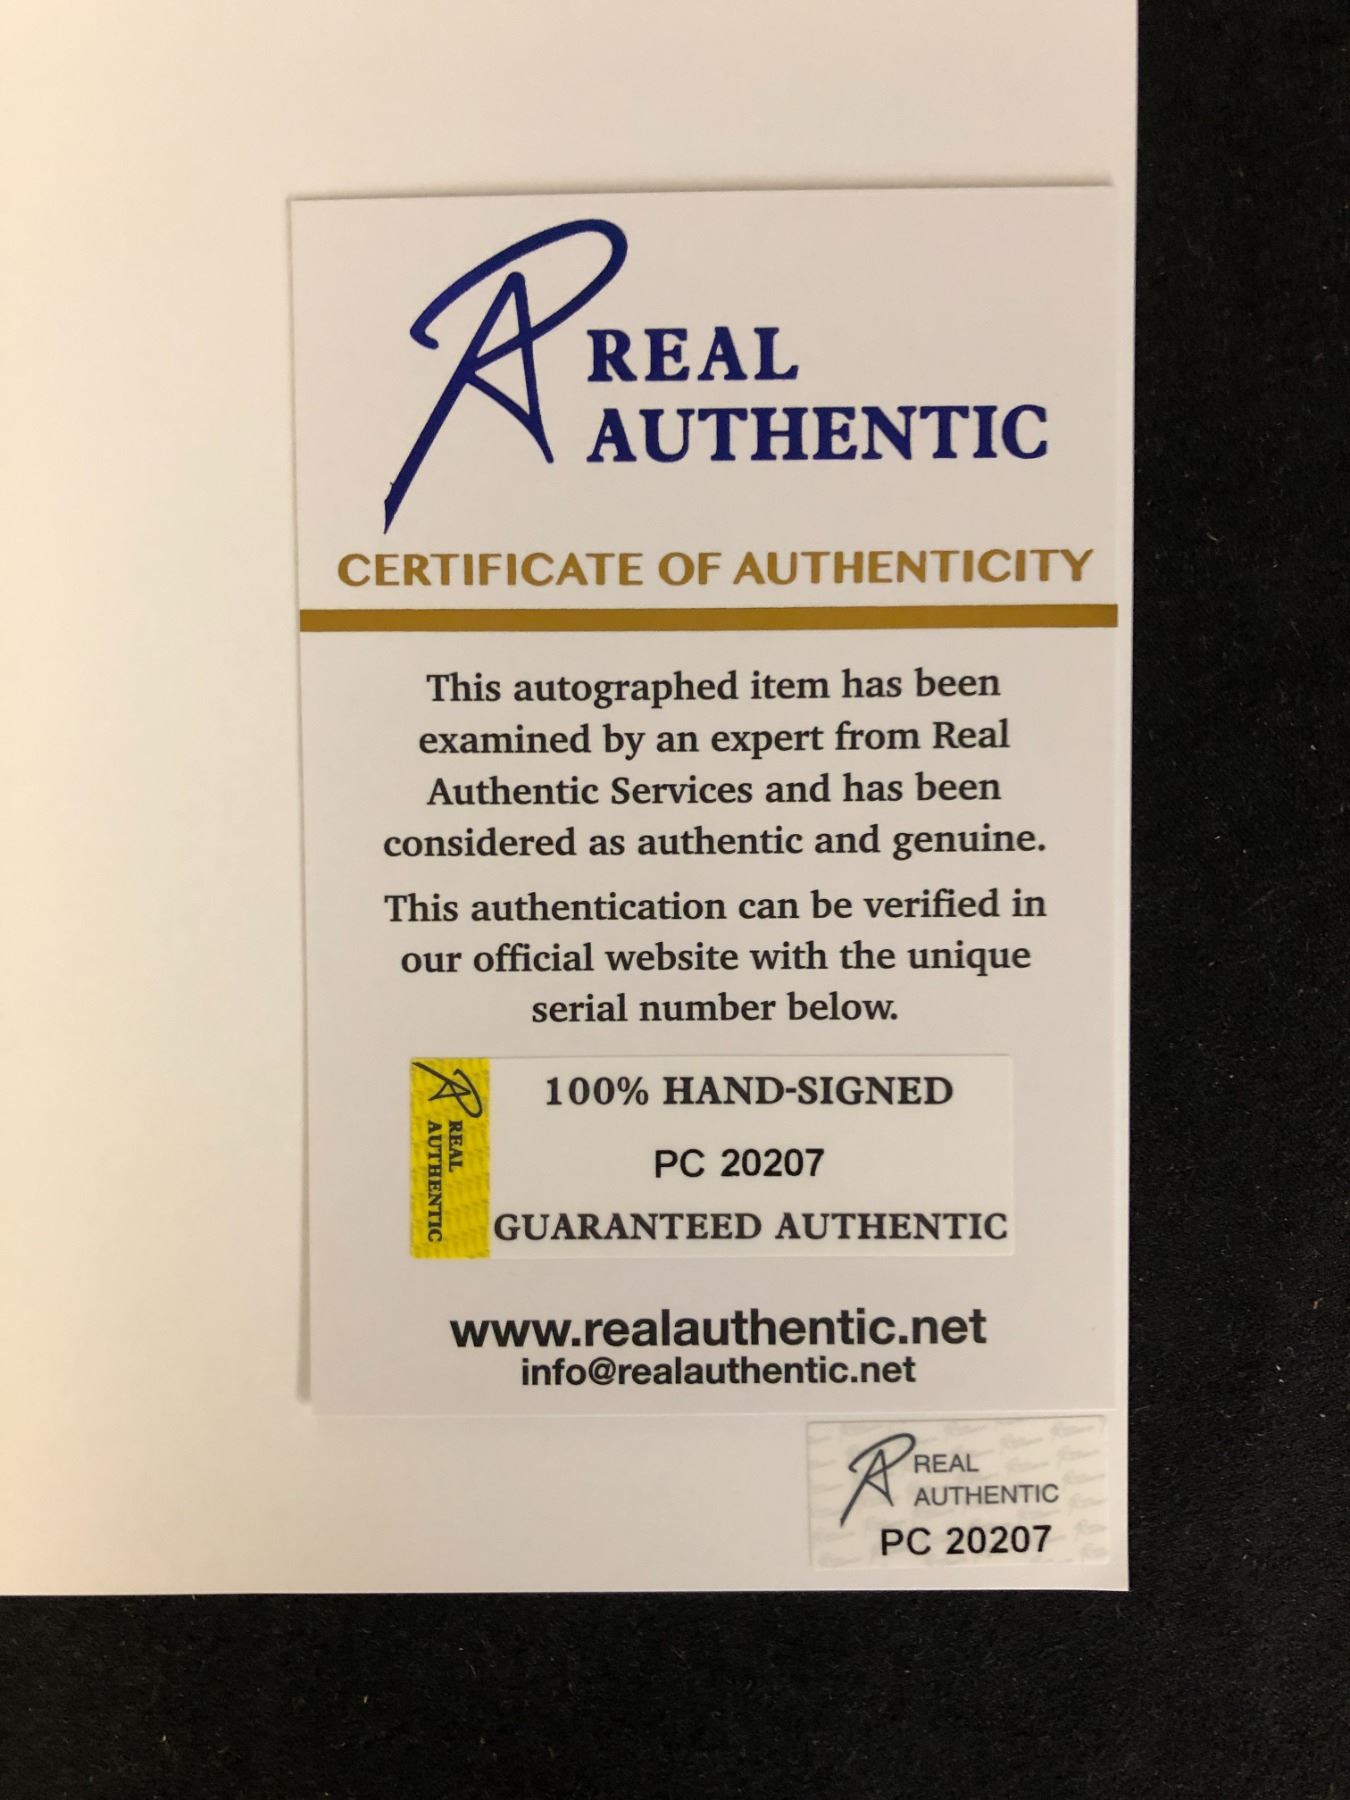 REAL
AUTHENTIC
CERTIFICATE OF AUTHENTICITY
This autographed item has been
examined by an expert from Real
Authentic Services and has been
considered as authentic and genuine.
This authentication can be verified in
our official website with the unique
serial number below.
REAL
AUTHENTIC
100% HAND-SIGNED
PC 20207
GUARANTEED AUTHENTIC
www.realauthentic.net
info@realauthentic.net
REAL
AUTHENTIC
PC 20207